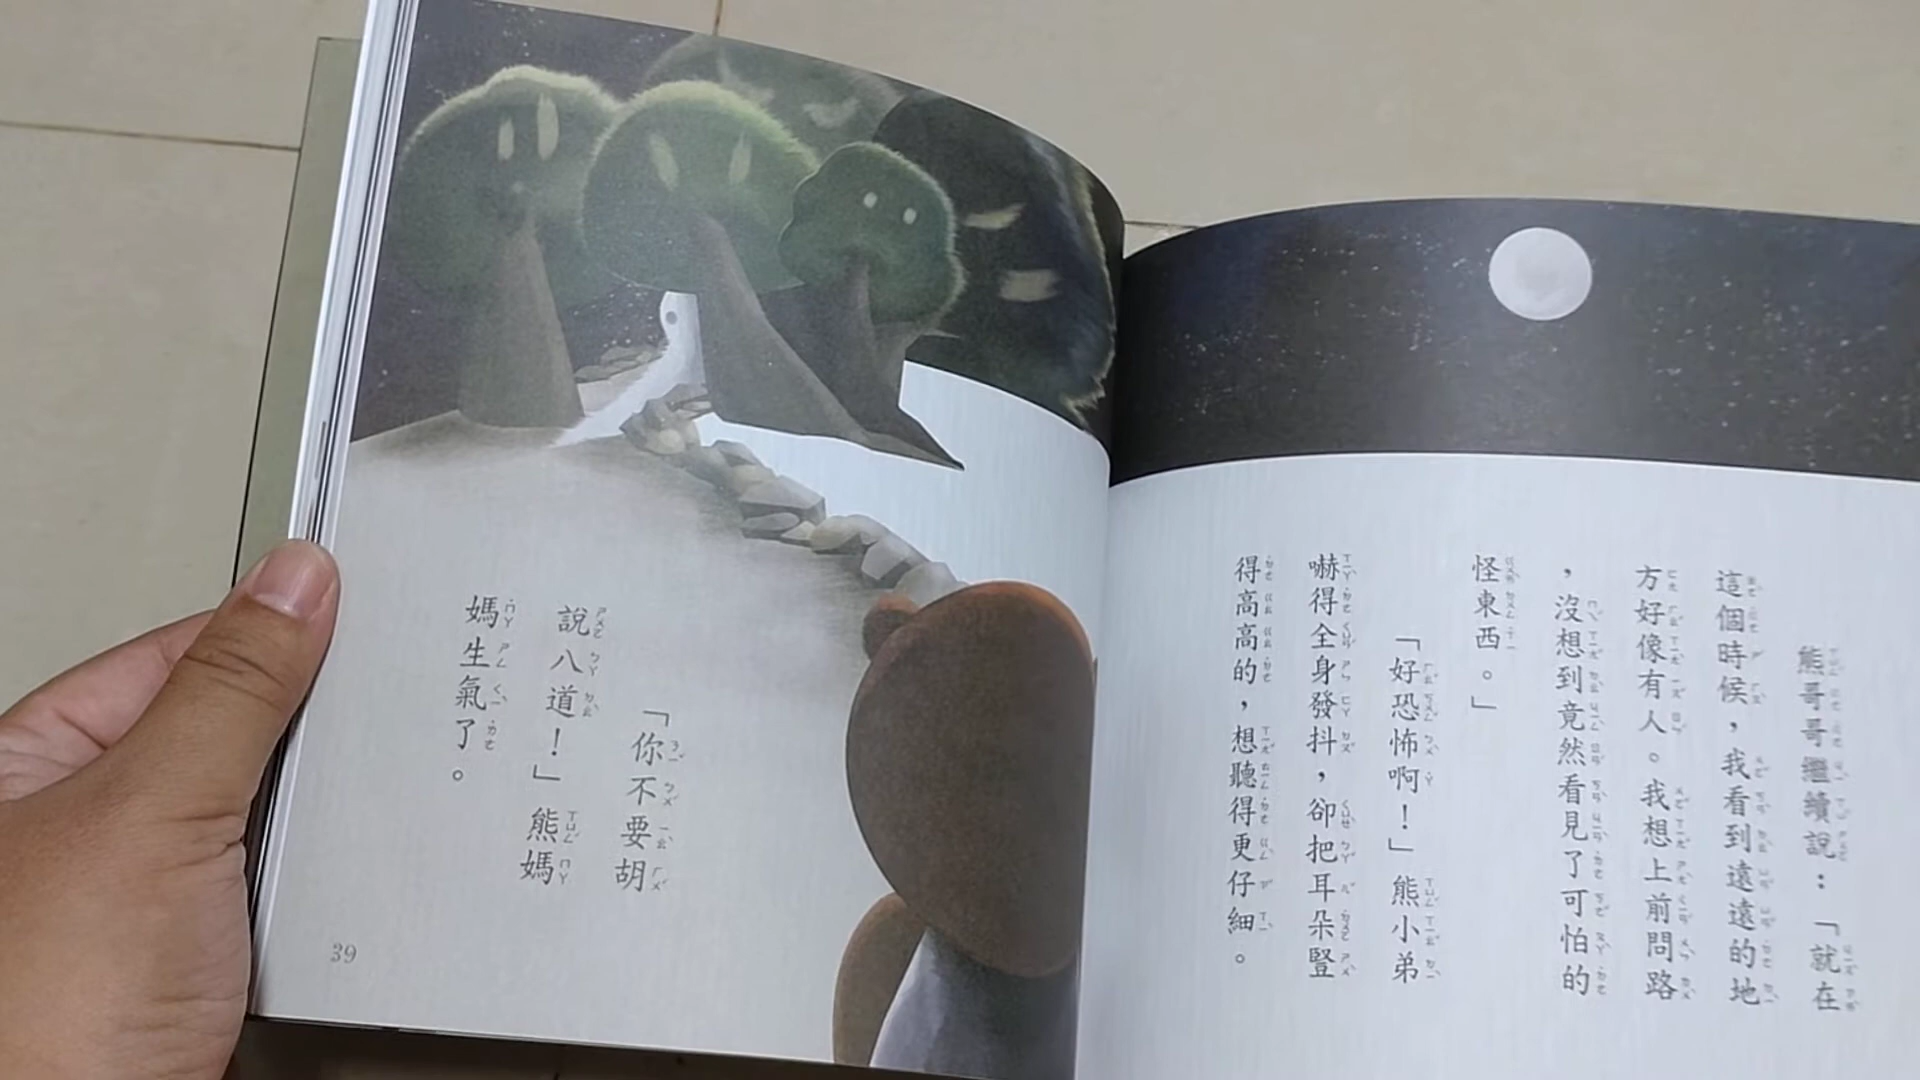 熊哥哥繼續說：「就在
這個時候，我看到遠遠的地
方好像有人。我想上前問路
，沒想到竟然看見了可怕的
怪東西。」
「好恐怖啊！」熊小弟
嚇得全身發抖，卻把耳朵豎
得高高的，想聽得更仔細。
「你不要胡
說八道！」熊媽
媽生氣了。
39